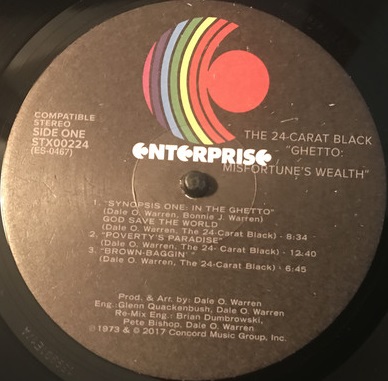 COMPATIBLE
STEREO
SIDE ONE
STX00224
(ES-0467)
ENTERPRISE
THE 24-CARAT BLACK
"GHETTO:
MISFORTUNE'S WEALTH"
1. "SYNOPSIS ONE: IN THE GHETTO"
(Dale O. Warren, Bonnie J. Warren)
GOD SAVE THE WORLD
(Dale O. Warren, The 24-Carat Black) - 8:34
2. "POVERTY'S PARADISE"
(Dale O. Warren, The 24-Carat Black) - 12:40
3. "BROWN-BAGGIN' "
(Dale O. Warren, The 24-Carat Black) - 6:45
Prod. & Arr. by: Dale O. Warren
Eng.:Glenn Quackenbush, Dale O. Warren
Re-Mix Eng.: Brian Dumbrowski,
Pete Bishop, Dale O. Warren
℗1973 & ©2017 Concord Music Group, Inc.